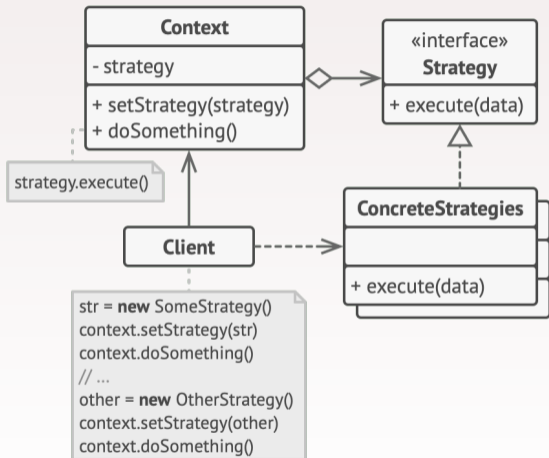 Context
- strategy
+ setStrategy(strategy)
+ doSomething()
«interface»
Strategy
+ execute(data)
strategy.execute()
Client
ConcreteStrategies
+ execute(data)
str = new SomeStrategy()
context.setStrategy(str)
context.doSomething()
// ...
other = new OtherStrategy()
context.setStrategy(other)
context.doSomething()